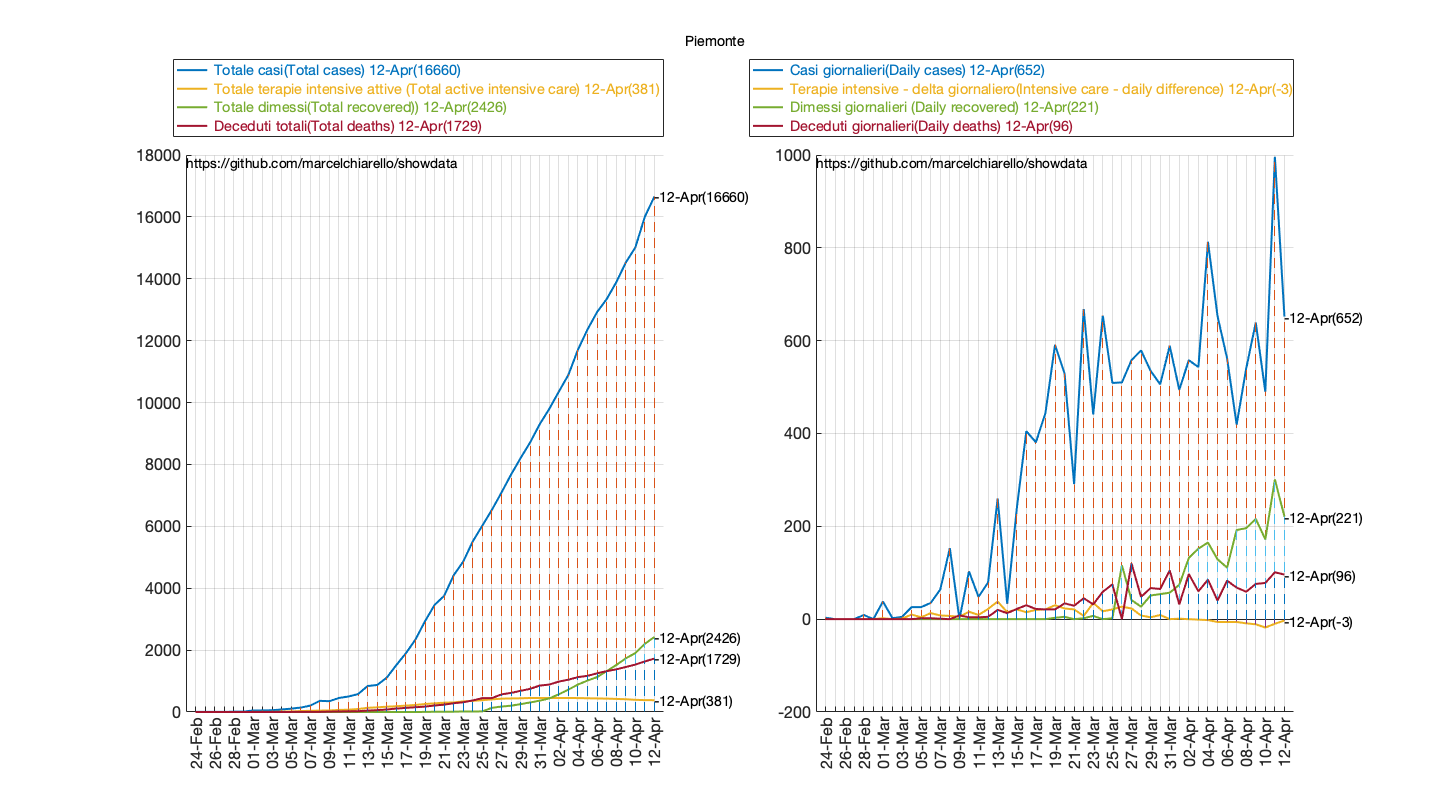 Piemonte
Totale casi(Total cases) 12-Apr(16660)
Totale terapie intensive attive (Total active intensive care) 12-Apr(381)
Totale dimessi(Total recovered)) 12-Apr(2426)
Deceduti totali(Total deaths) 12-Apr(1729)
https://github.com/marcelchiarello/showdata
18000
16000
14000
12000
10000
8000
6000
4000
2000
0
12-Apr(16660)
12-Apr(2426)
12-Apr(1729)
12-Apr(381)
24-Feb
26-Feb
28-Feb
01-Mar
03-Mar
05-Mar
07-Mar
09-Mar
11-Mar
13-Mar
15-Mar
17-Mar
19-Mar
21-Mar
23-Mar
25-Mar
27-Mar
29-Mar
31-Mar
02-Apr
04-Apr
06-Apr
08-Apr
10-Apr
12-Apr
Casi giornalieri(Daily cases) 12-Apr(652)
Terapie intensive - delta giornaliero(Intensive care - daily difference) 12-Apr(-3)
Dimessi giornalieri (Daily recovered) 12-Apr(221)
Deceduti giornalieri(Daily deaths) 12-Apr(96)
https://github.com/marcelchiarello/showdata
1000
800
600
400
200
0
-200
12-Apr(652)
12-Apr(221)
12-Apr(96)
12-Apr(-3)
24-Feb
26-Feb
28-Feb
01-Mar
03-Mar
05-Mar
07-Mar
09-Mar
11-Mar
13-Mar
15-Mar
17-Mar
19-Mar
21-Mar
23-Mar
25-Mar
27-Mar
29-Mar
31-Mar
02-Apr
04-Apr
06-Apr
08-Apr
10-Apr
12-Apr